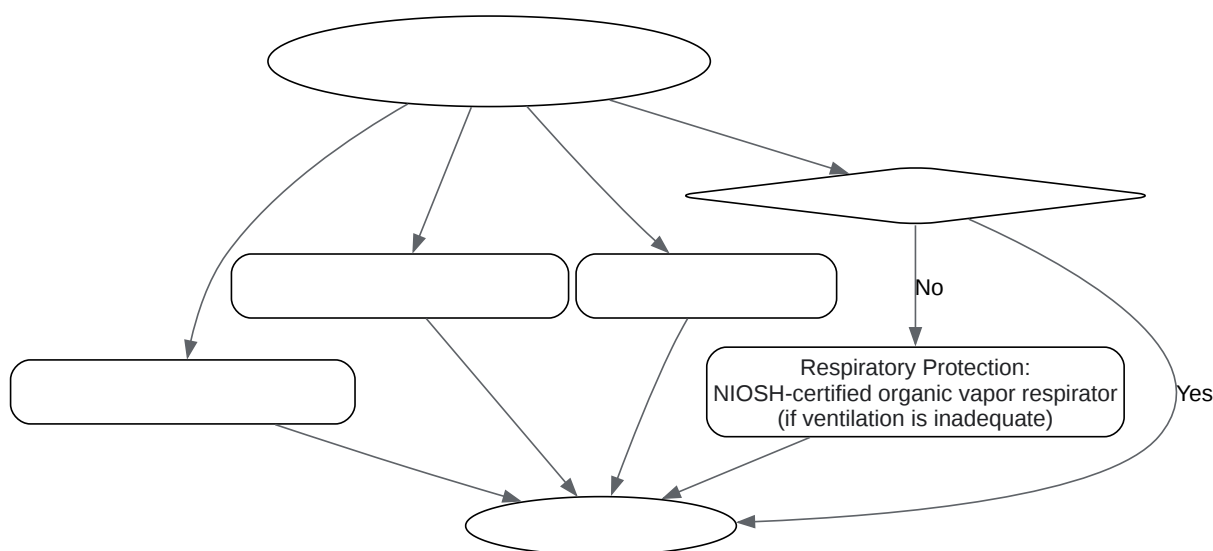 No
Respiratory Protection:
NIOSH-certified organic vapor respirator
(if ventilation is inadequate)
Yes